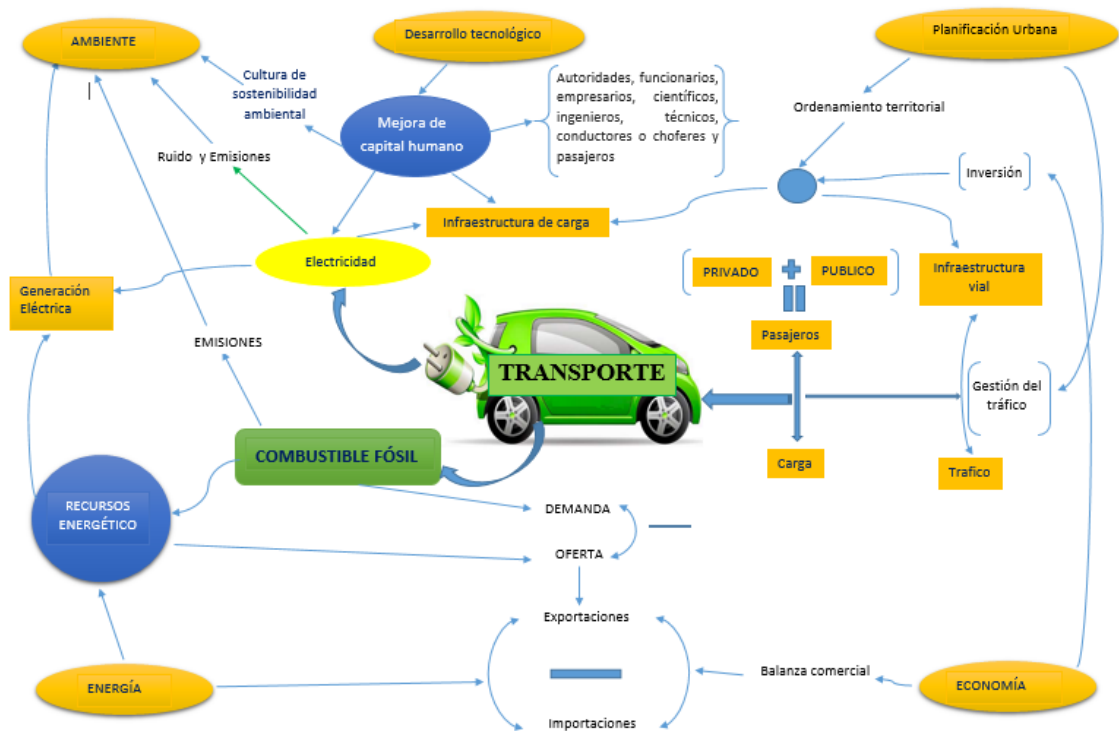 AMBIENTE
Desarrollo tecnológico
Planificación Urbana
Cultura de
sostenibilidad
ambiental
Mejora de
capital humano
Autoridades, funcionarios,
empresarios, científicos,
ingenieros, técnicos,
conductores o choferes y
pasajeros
Ordenamiento territorial
Ruido y Emisiones
Inversión
Infraestructura de carga
Electricidad
PRIVADO
PUBLICO
Infraestructura
vial
Generación
Eléctrica
Pasajeros
EMISIONES
TRANSPORTE
Gestión del
tráfico
COMBUSTIBLE FÓSIL
Carga
Trafico
RECURSOS
ENERGÉTICO
DEMANDA
OFERTA
Exportaciones
Balanza comercial
ENERGÍA
ECONOMÍA
Importaciones